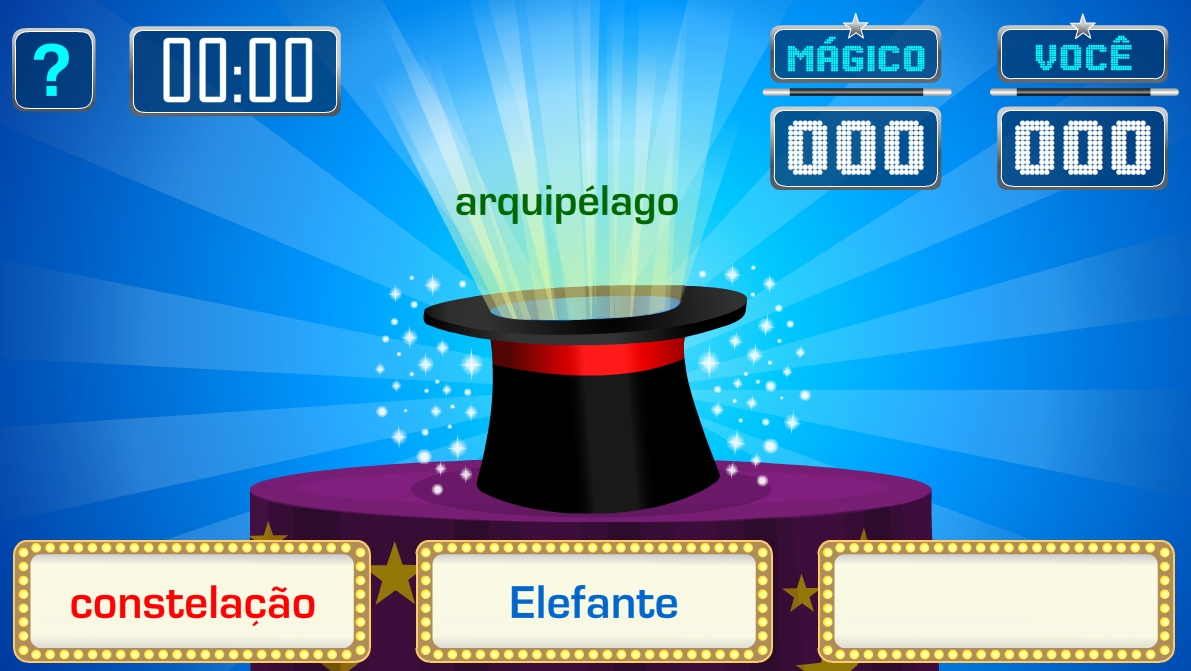 ?
00:00
MÁGICO
VOCÊ
000
000
arquipélago
constelação
Elefante